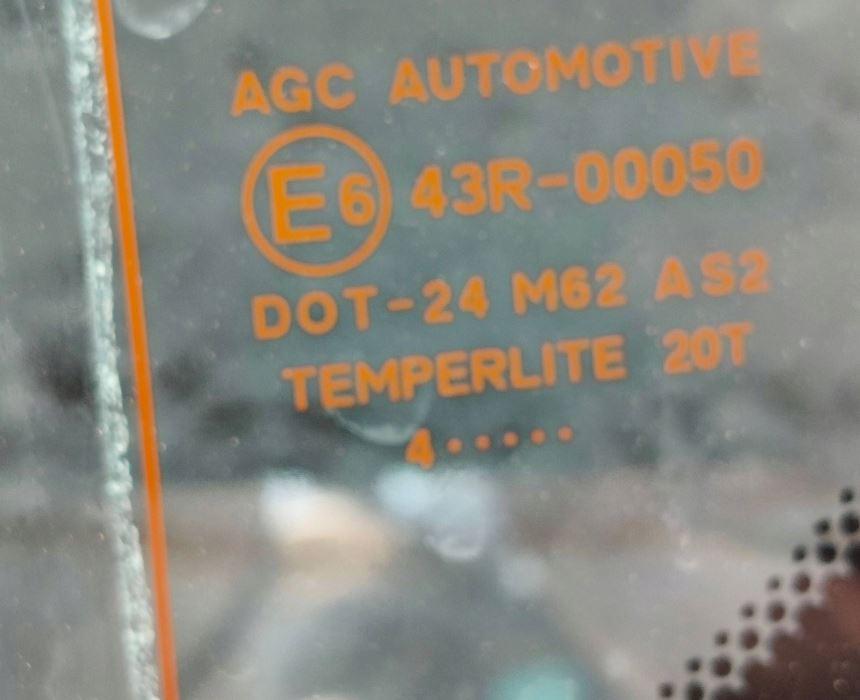 AGC AUTOMOTIVE
E6 43R-00050
DOT-24 M62 AS2
TEMPERLITE 20T
4·····